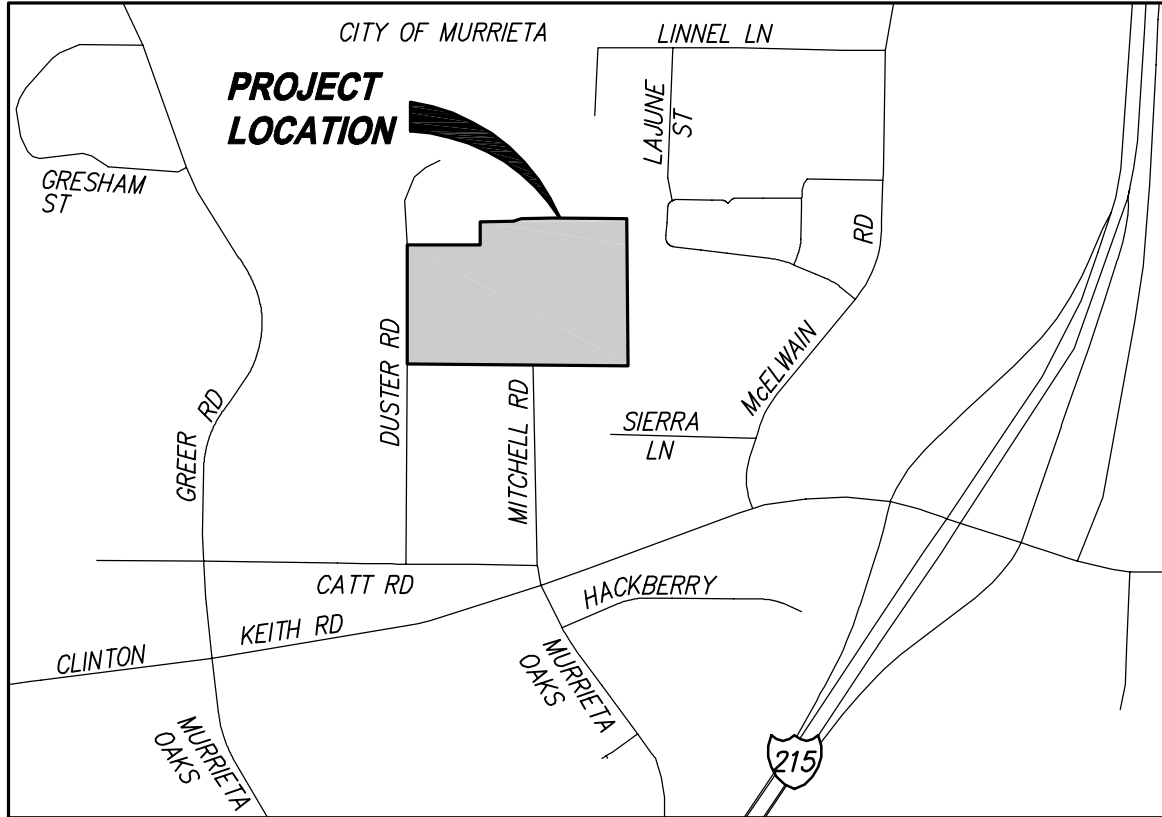 CITY OF MURRIETA
LINNEL LN
PROJECT
LOCATION
LAJUNE
ST
GRESHAM
ST
RD
DUSTER RD
McELWAIN
GREER RD
MITCHELL RD
SIERRA
LN
CATT RD
HACKBERRY
KEITH RD
CLINTON
MURRIETA
OAKS
MURRIETA
OAKS
215